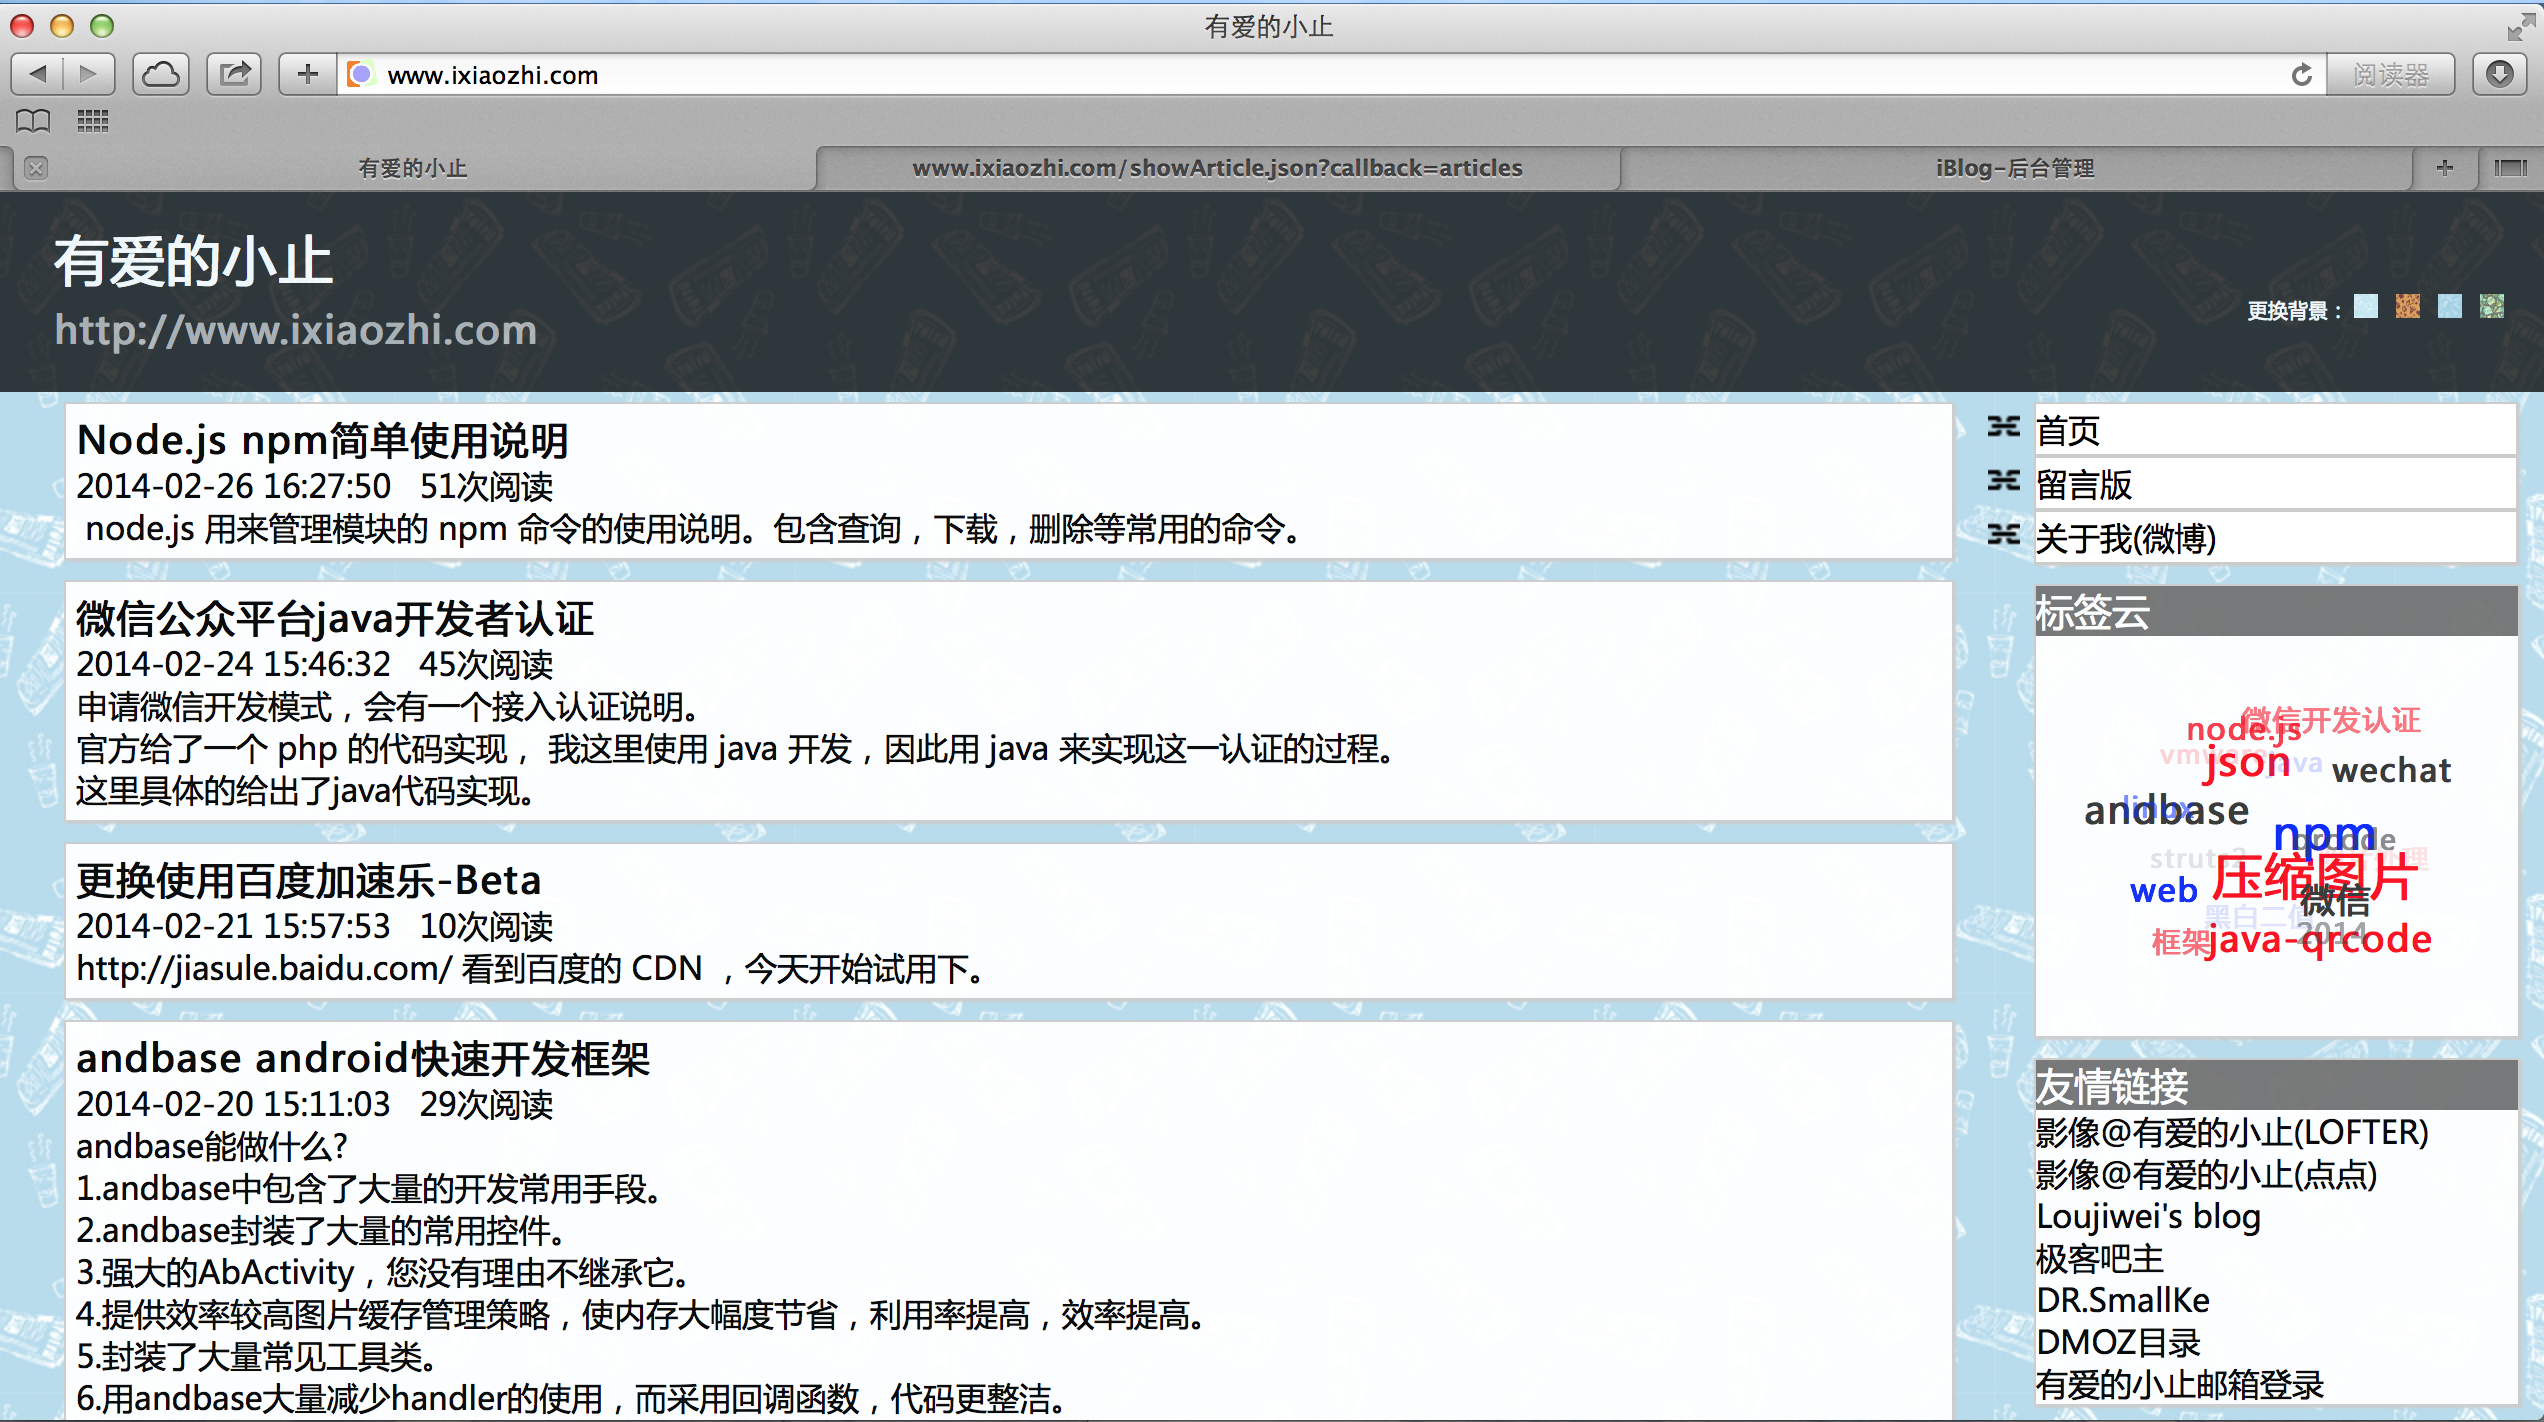 有爱的小止
www.ixiaozhi.com
阅读器
有爱的小止
www.ixiaozhi.com/showArticle.json?callback=articles
iBlog-后台管理
有爱的小止
http://www.ixiaozhi.com
更换背景：
Node.js npm简单使用说明
2014-02-26 16:27:50 51次阅读
node.js 用来管理模块的 npm 命令的使用说明。包含查询，下载，删除等常用的命令。
微信公众平台java开发者认证
2014-02-24 15:46:32 45次阅读
申请微信开发模式，会有一个接入认证说明。
官方给了一个 php 的代码实现， 我这里使用 java 开发，因此用 java 来实现这一认证的过程。
这里具体的给出了java代码实现。
更换使用百度加速乐-Beta
2014-02-21 15:57:53 10次阅读
http://jiasule.baidu.com/ 看到百度的 CDN ，今天开始试用下。
andbase android快速开发框架
2014-02-20 15:11:03 29次阅读
andbase能做什么?
1.andbase中包含了大量的开发常用手段。
2.andbase封装了大量的常用控件。
3.强大的AbActivity，您没有理由不继承它。
4.提供效率较高图片缓存管理策略，使内存大幅度节省，利用率提高，效率提高。
5.封装了大量常见工具类。
6.用andbase大量减少handler的使用，而采用回调函数，代码更整洁。
首页
留言版
关于我(微博)
标签云
微信开发认证
node.js
vmware
json
java
wechat
linux
andbase
npm
qrcode
struts2
处理
压缩图片
web
微信
黑白二值
2014
框架
java-qrcode
友情链接
影像@有爱的小止(LOFTER)
影像@有爱的小止(点点)
Loujiwei's blog
极客吧主
DR.SmallKe
DMOZ目录
有爱的小止邮箱登录